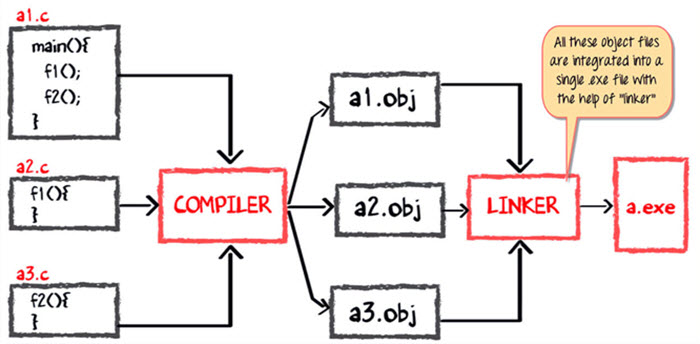 a1.c
main(){
f1();
f2();
}
a2.c
f1(){
}
a3.c
f2(){
}
COMPILER
a1.obj
a2.obj
a3.obj
LINKER
All these object files
are integrated into a
single .exe file with
the help of "linker"
a.exe